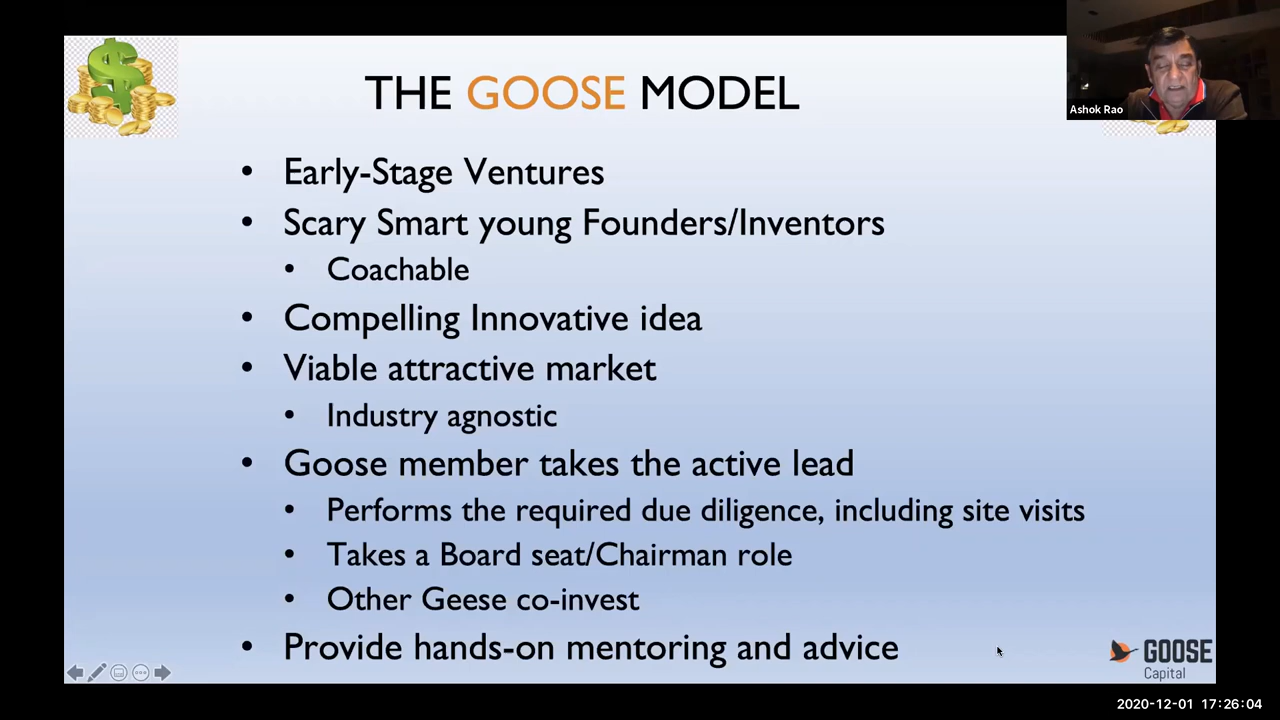 THE GOOSE MODEL
Ashok Rao
• Early-Stage Ventures
• Scary Smart young Founders/Inventors
• Coachable
• Compelling Innovative idea
• Viable attractive market
• Industry agnostic
• Goose member takes the active lead
• Performs the required due diligence, including site visits
• Takes a Board seat/Chairman role
• Other Geese co-invest
• Provide hands-on mentoring and advice
GOOSE
Capital
2020-12-01 17:26:04